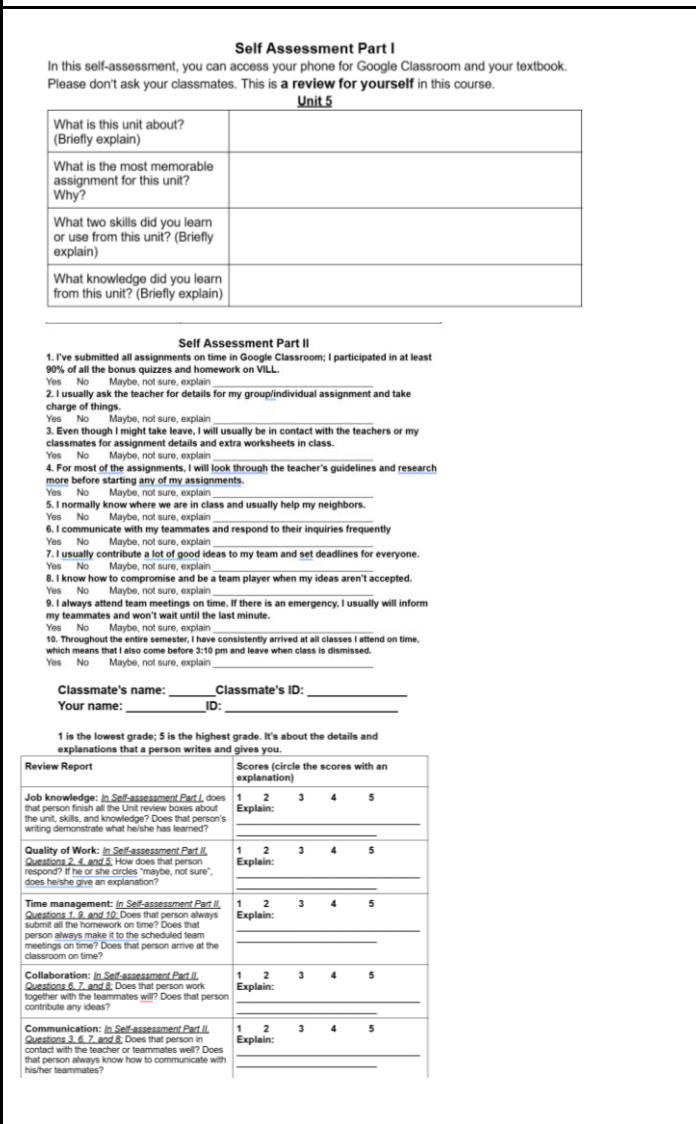 Self Assessment Part I
In this self-assessment, you can access your phone for Google Classroom and your textbook.
Please don't ask your classmates. This is a review for yourself in this course.
Unit 5
What is this unit about?
(Briefly explain)
What is the most memorable
assignment for this unit?
Why?
What two skills did you learn
or use from this unit? (Briefly
explain)
What knowledge did you learn
from this unit? (Briefly explain)
Self Assessment Part II
1. I've submitted all assignments on time in Google Classroom; I participated in at least
90% of all the bonus quizzes and homework on VILL.
Yes No Maybe, not sure, explain
2. I usually ask the teacher for details for my group/individual assignment and take
charge of things.
Yes No Maybe, not sure, explain
3. Even though I might take leave, I will usually be in contact with the teachers or my
classmates for assignment details and extra worksheets in class.
Yes No Maybe, not sure, explain
4. For most of the assignments, I will look through the teacher's guidelines and research
more before starting any of my assignments.
Yes No Maybe, not sure, explain
5. I normally know where we are in class and usually help my neighbors.
Yes No Maybe, not sure, explain
6. I communicate with my teammates and respond to their inquiries frequently
Yes No Maybe, not sure, explain
7. I usually contribute a lot of good ideas to my team and set deadlines for everyone.
Yes No Maybe, not sure, explain
8. I know how to compromise and be a team player when my ideas aren't accepted.
Yes No Maybe, not sure, explain
9. I always attend team meetings on time. If there is an emergency, I usually will inform
my teammates and won't wait until the last minute.
Yes No Maybe, not sure, explain
10. Throughout the entire semester, I have consistently arrived at all classes I attend on time,
which means that I also come before 3:10 pm and leave when class is dismissed.
Yes No Maybe, not sure, explain
Classmate's name: Classmate's ID:
Your name: ID:
1 is the lowest grade; 5 is the highest grade. It's about the details and
explanations that a person writes and gives you.
Review Report
Scores (circle the scores with an
explanation)
Job knowledge: In Self-assessment Part I, does
that person finish all the Unit review boxes about
the unit, skills, and knowledge? Does that person's
writing demonstrate what he/she has learned?
1 2 3 4 5
Explain:
Quality of Work: In Self-assessment Part II,
Questions 2, 4, and 5: How does that person
respond? If he or she circles "maybe, not sure",
does he/she give an explanation?
1 2 3 4 5
Explain:
Time management: In Self-assessment Part II,
Questions 1, 9, and 10: Does that person always
submit all the homework on time? Does that
person always make it to the scheduled team
meetings on time? Does that person arrive at the
classroom on time?
1 2 3 4 5
Explain:
Collaboration: In Self-assessment Part II,
Questions 6, 7, and 8: Does that person work
together with the teammates will? Does that person
contribute any ideas?
1 2 3 4 5
Explain:
Communication: In Self-assessment Part II,
Questions 3, 6, 7, and 8: Does that person in
contact with the teacher or teammates well? Does
that person always know how to communicate with
his/her teammates?
1 2 3 4 5
Explain: